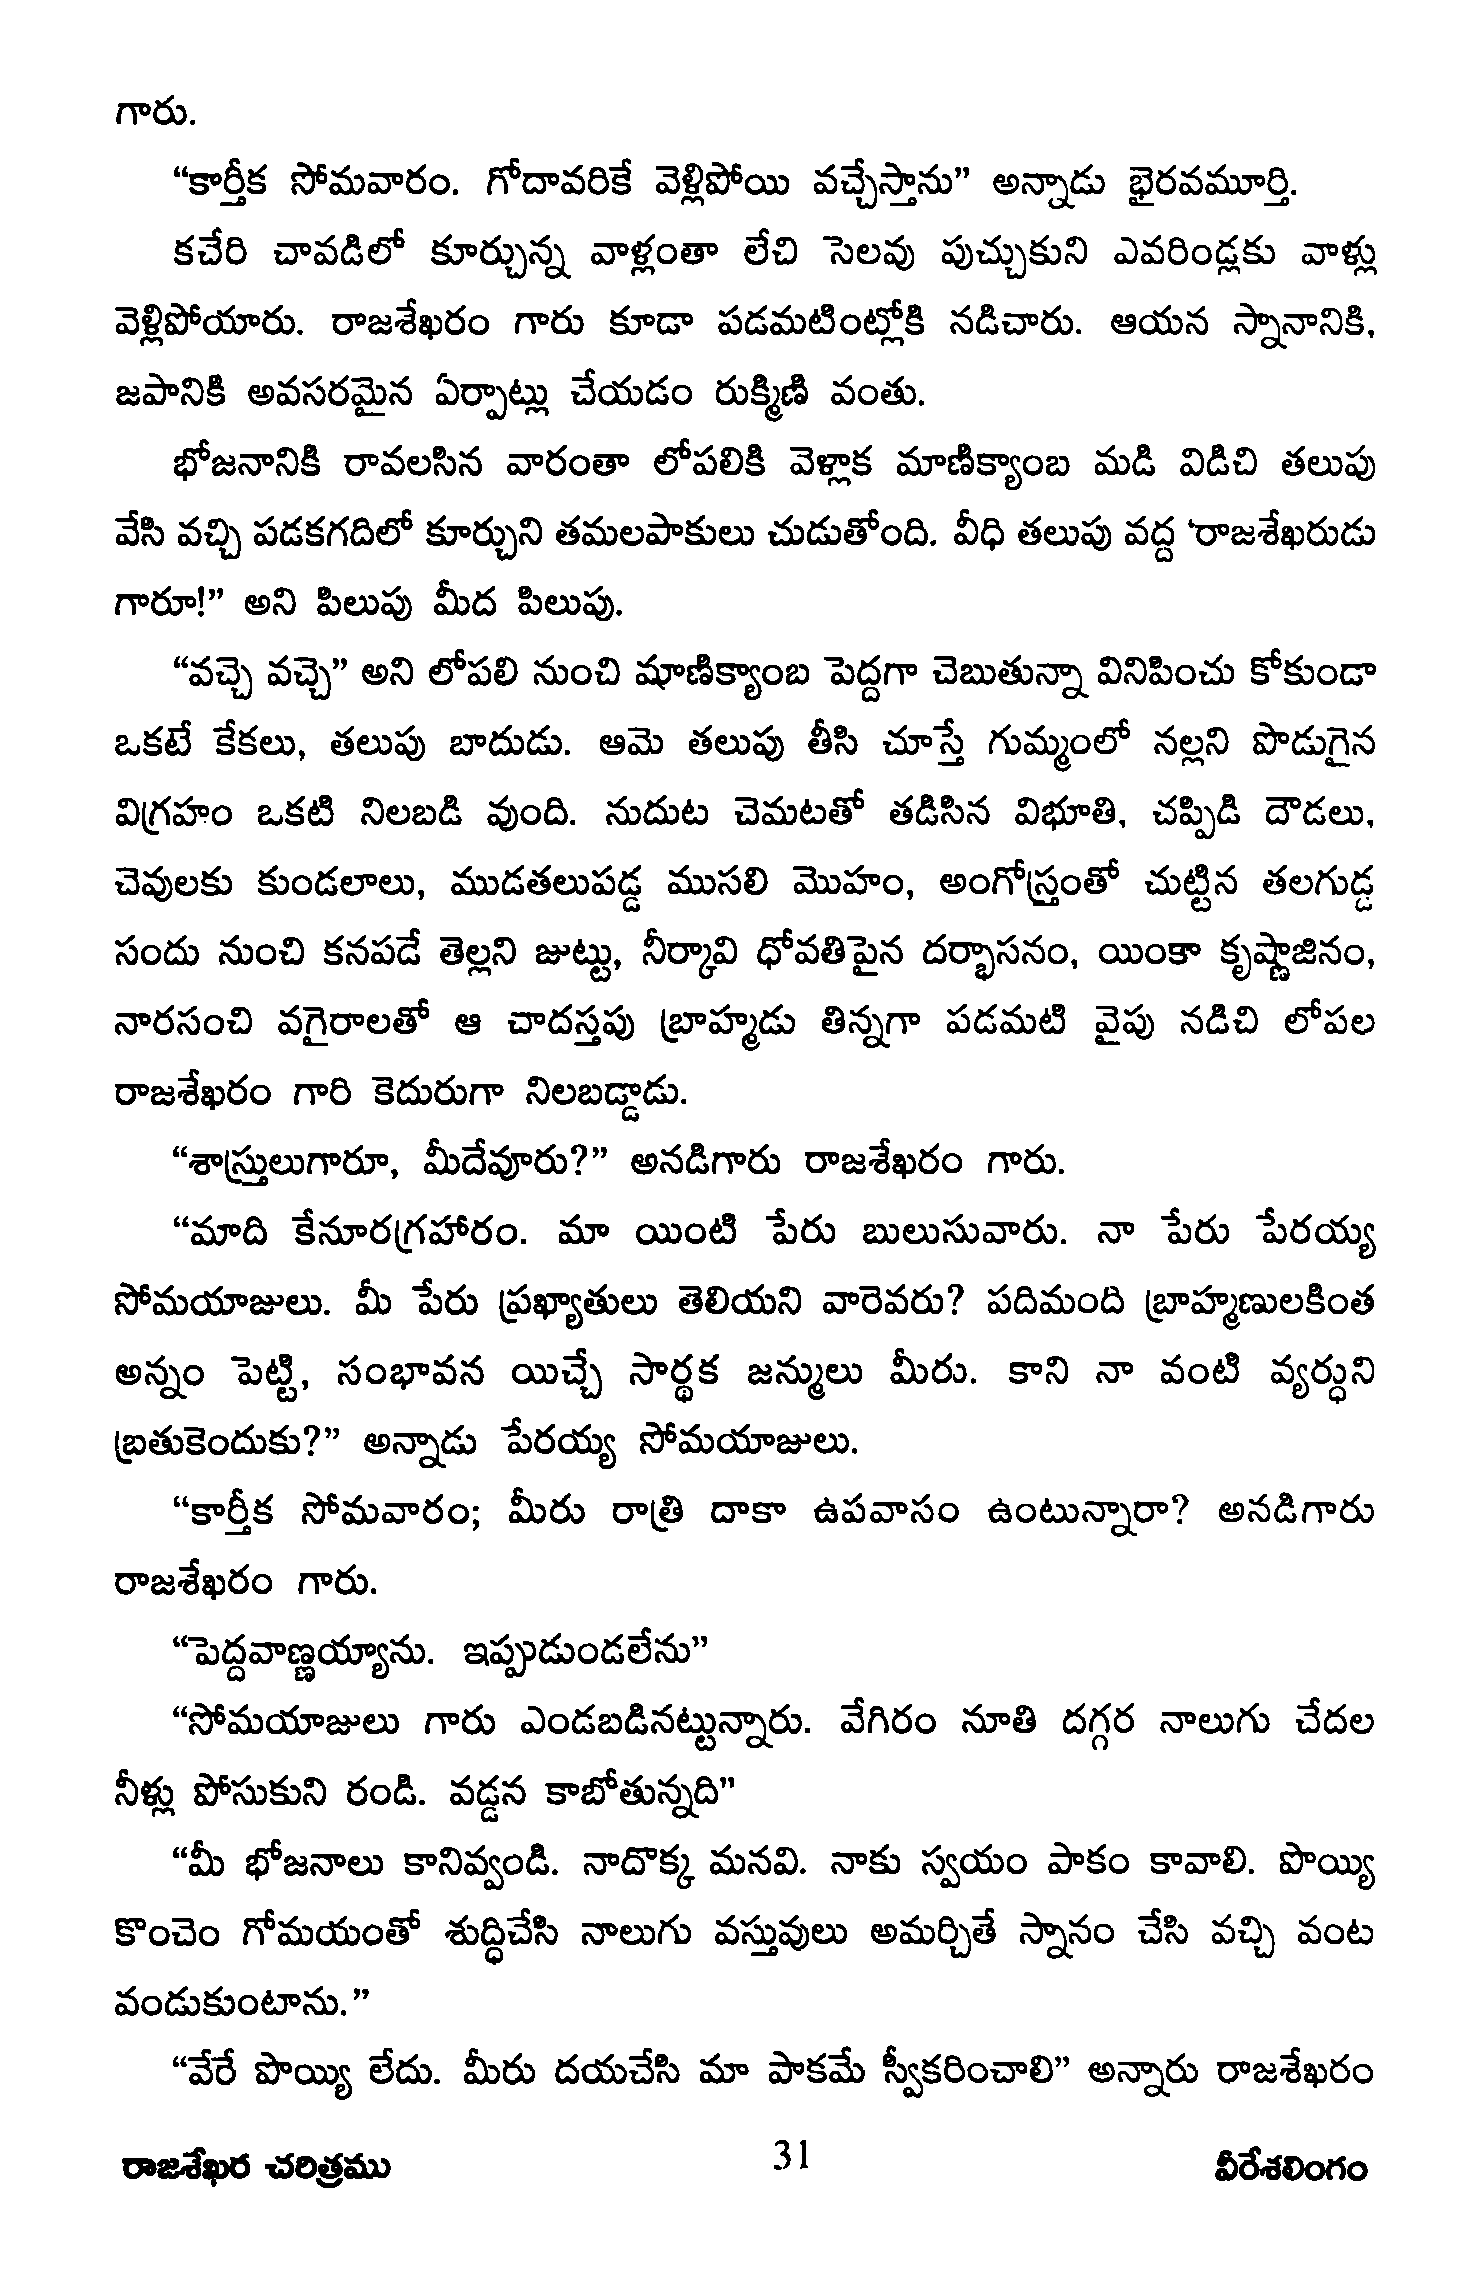 గారు.
“కార్తీక సోమవారం. గోదావరికే వెళ్లిపోయి వచ్చేస్తాను” అన్నాడు భైరవమూర్తి.
కచేరి చావడిలో కూర్చున్న వాళ్లంతా లేచి సెలవు పుచ్చుకుని ఎవరిండ్లకు వాళ్లు
వెళ్లిపోయారు. రాజశేఖరం గారు కూడా పడమటింట్లోకి నడిచారు. ఆయన స్నానానికి,
జపానికి అవసరమైన ఏర్పాట్లు చేయడం రుక్మిణి వంతు.
భోజనానికి రావలసిన వారంతా లోపలికి వెళ్లాక మాణిక్యాంబ మడి విడిచి తలుపు
వేసి వచ్చి పడకగదిలో కూర్చుని తమలపాకులు చుడుతోంది. వీధి తలుపు వద్ద ‘రాజశేఖరుడు
గారూ!” అని పిలుపు మీద పిలుపు.
“వచ్చె వచ్చె” అని లోపలి నుంచి మాణిక్యాంబ పెద్దగా చెబుతున్నా వినిపించు కోకుండా
ఒకటే కేకలు, తలుపు బాదుడు. ఆమె తలుపు తీసి చూస్తే గుమ్మంలో నల్లని పొడుగైన
విగ్రహం ఒకటి నిలబడి వుంది. నుదుట చెమటతో తడిసిన విభూతి, చప్పిడి దౌడలు,
చెవులకు కుండలాలు, ముడతలుపడ్డ ముసలి మొహం, అంగోస్త్రంతో చుట్టిన తలగుడ్డ
సందు నుంచి కనపడే తెల్లని జుట్టు, నీర్కావి ధోవతిపైన దర్భాసనం, యింకా కృష్ణాజినం,
నారసంచి వగైరాలతో ఆ చాదస్తపు బ్రాహ్మడు తిన్నగా పడమటి వైపు నడిచి లోపల
రాజశేఖరం గారి కెదురుగా నిలబడ్డాడు.
“శాస్త్రులుగారూ, మీదేవూరు?” అనడిగారు రాజశేఖరం గారు.
“మాది కేనూరగ్రహారం. మా యింటి పేరు బులుసువారు. నా పేరు పేరయ్య
సోమయాజులు. మీ పేరు ప్రఖ్యాతులు తెలియని వారెవరు? పదిమంది బ్రాహ్మణులకింత
అన్నం పెట్టి, సంభావన యిచ్చే సార్థక జన్ములు మీరు. కాని నా వంటి వ్యర్ధుని
బ్రతుకెందుకు?” అన్నాడు పేరయ్య సోమయాజులు.
“కార్తీక సోమవారం; మీరు రాత్రి దాకా ఉపవాసం ఉంటున్నారా? అనడిగారు
రాజశేఖరం గారు.
“పెద్దవాణ్ణయ్యాను. ఇప్పుడుండలేను”
“సోమయాజులు గారు ఎండబడినట్టున్నారు. వేగిరం నూతి దగ్గర నాలుగు చేదల
నీళ్లు పోసుకుని రండి. వడ్డన కాబోతున్నది”
“మీ భోజనాలు కానివ్వండి. నాదొక్క మనవి. నాకు స్వయం పాకం కావాలి. పొయ్యి
కొంచెం గోమయంతో శుద్ధిచేసి నాలుగు వస్తువులు అమర్చితే స్నానం చేసి వచ్చి వంట
వండుకుంటాను.”
“వేరే పొయ్యి లేదు. మీరు దయచేసి మా పాకమే స్వీకరించాలి” అన్నారు రాజశేఖరం
రాజశేఖర చరిత్రము 31 వీరేశలింగం